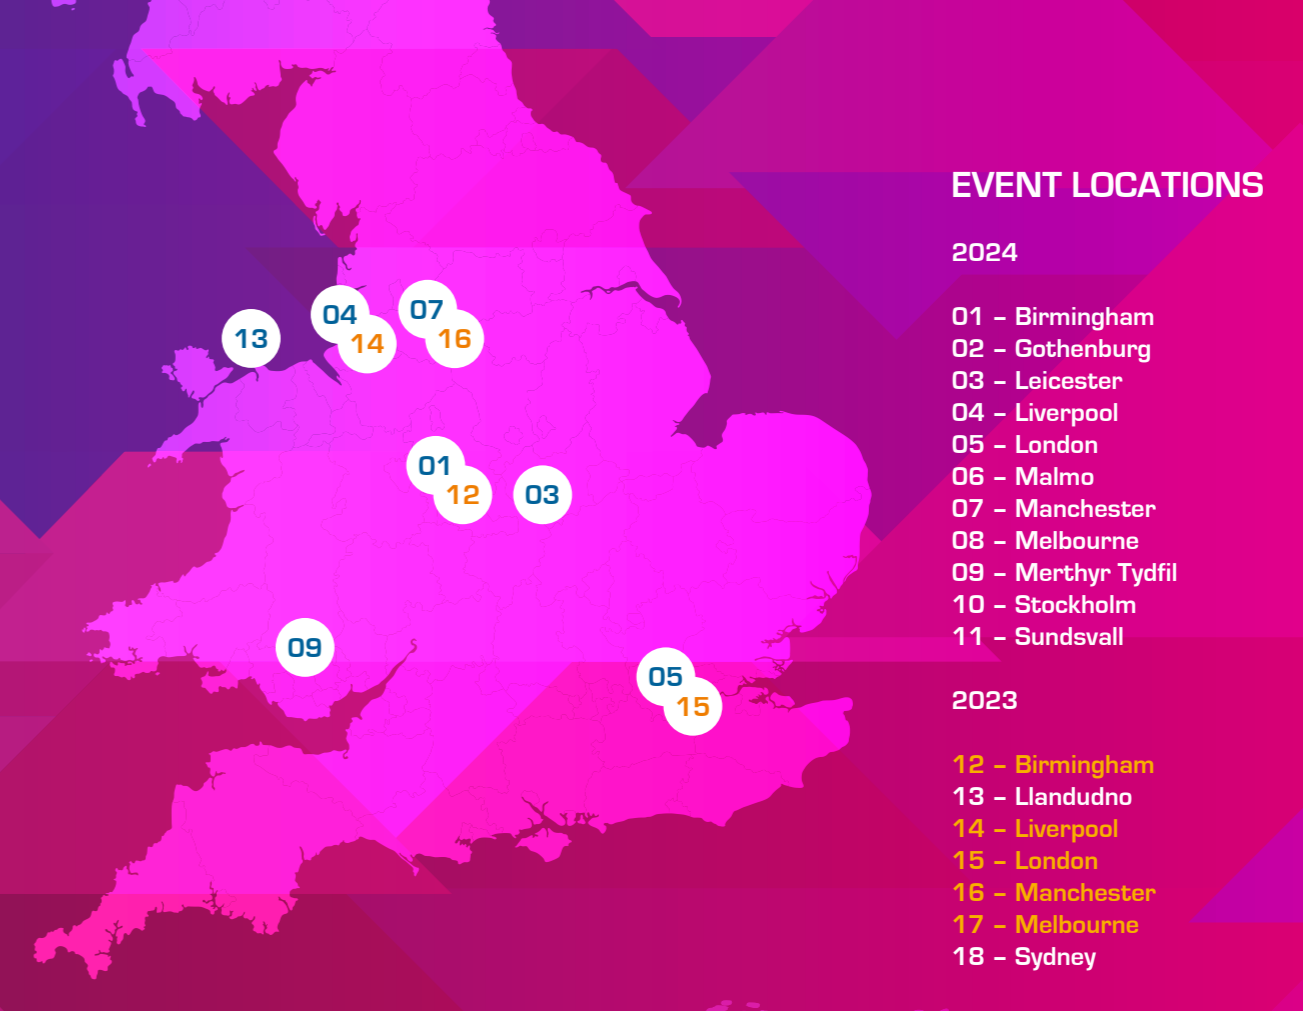 EVENT LOCATIONS
2024
01 – Birmingham
02 – Gothenburg
03 – Leicester
04 – Liverpool
05 – London
06 – Malmo
07 – Manchester
08 – Melbourne
09 – Merthyr Tydfil
10 – Stockholm
11 – Sundsvall
2023
12 – Birmingham
13 – Llandudno
14 – Liverpool
15 – London
16 – Manchester
17 – Melbourne
18 – Sydney
04
07
13
14
16
01
12
03
09
05
15